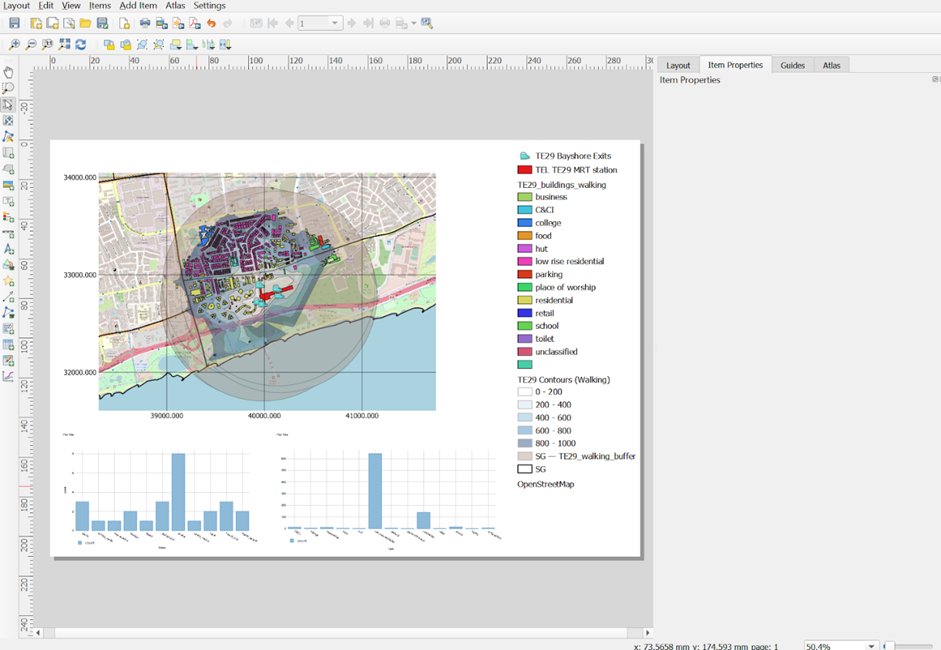 Layout Edit View Items Add Item Atlas Settings
1
0 20 40 60 80 100 120 140 160 180 200 220 240 260 280
Layout Item Properties Guides Atlas
Item Properties
34000.000
33000.000
32000.000
39000.000 40000.000 41000.000
TE29 Bayshore Exits
TEL TE29 MRT station
TE29_buildings_walking
business
C&CI
college
food
hut
low rise residential
parking
place of worship
residential
retail
school
toilet
unclassified
TE29 Contours (Walking)
0 - 200
200 - 400
400 - 600
600 - 800
800 - 1000
SG — TE29_walking_buffer
SG
OpenStreetMap
x: 73.5658 mm y: 174.593 mm page: 1
50.4%